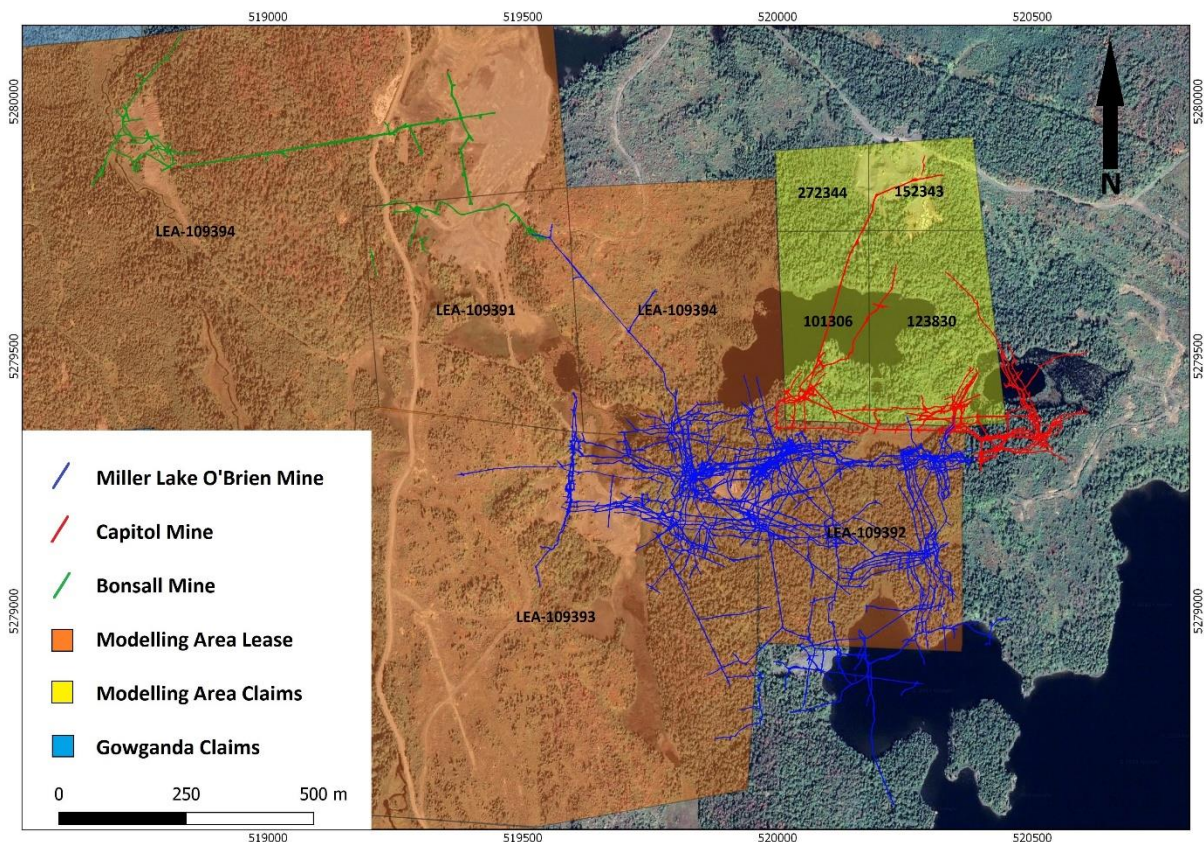 519000 519500 520000 520500
5280000 5280000
N
272344 152343
LEA-109394
LEA-109391 LEA-109394 101306 123830
5279500 5279500
Miller Lake O'Brien Mine
Capitol Mine
LEA-109392
Bonsall Mine
5279000 5279000
LEA-109393
Modelling Area Lease
Modelling Area Claims
Gowganda Claims
0 250 500 m
519000 519500 520000 520500